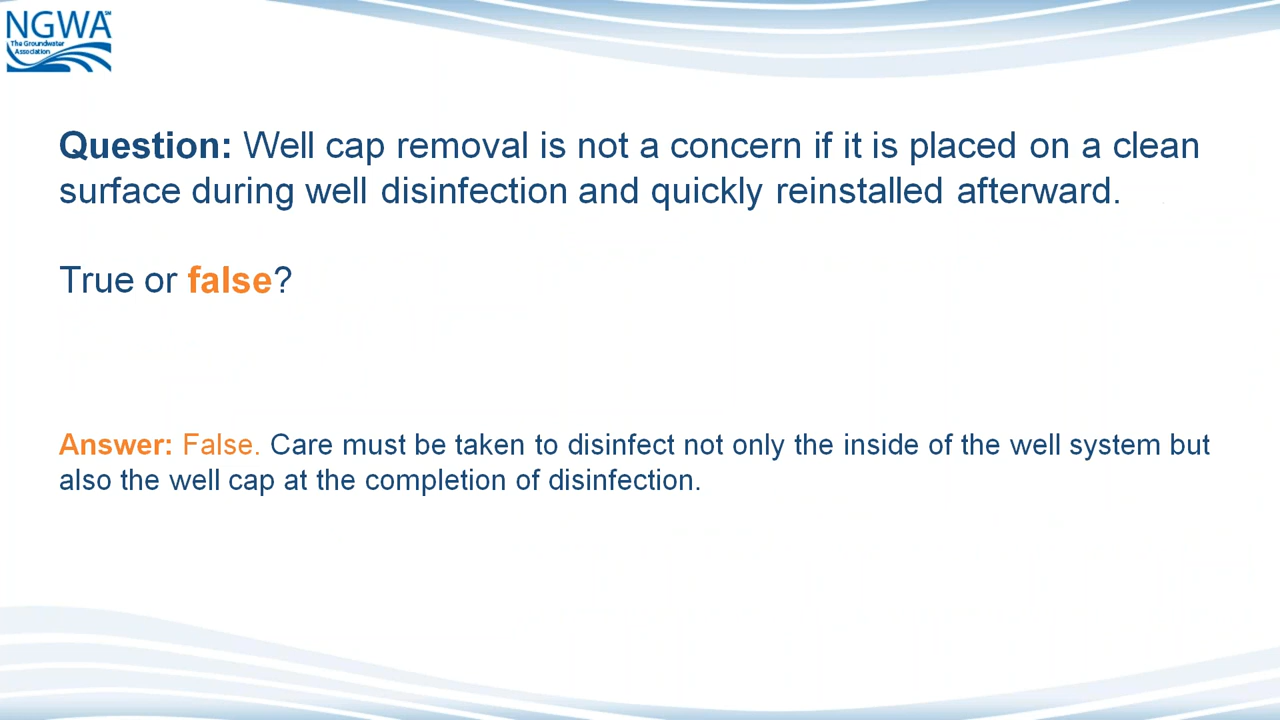 NGWA℠
The Groundwater
Association
Question: Well cap removal is not a concern if it is placed on a clean
surface during well disinfection and quickly reinstalled afterward.
True or false?
Answer: False. Care must be taken to disinfect not only the inside of the well system but
also the well cap at the completion of disinfection.